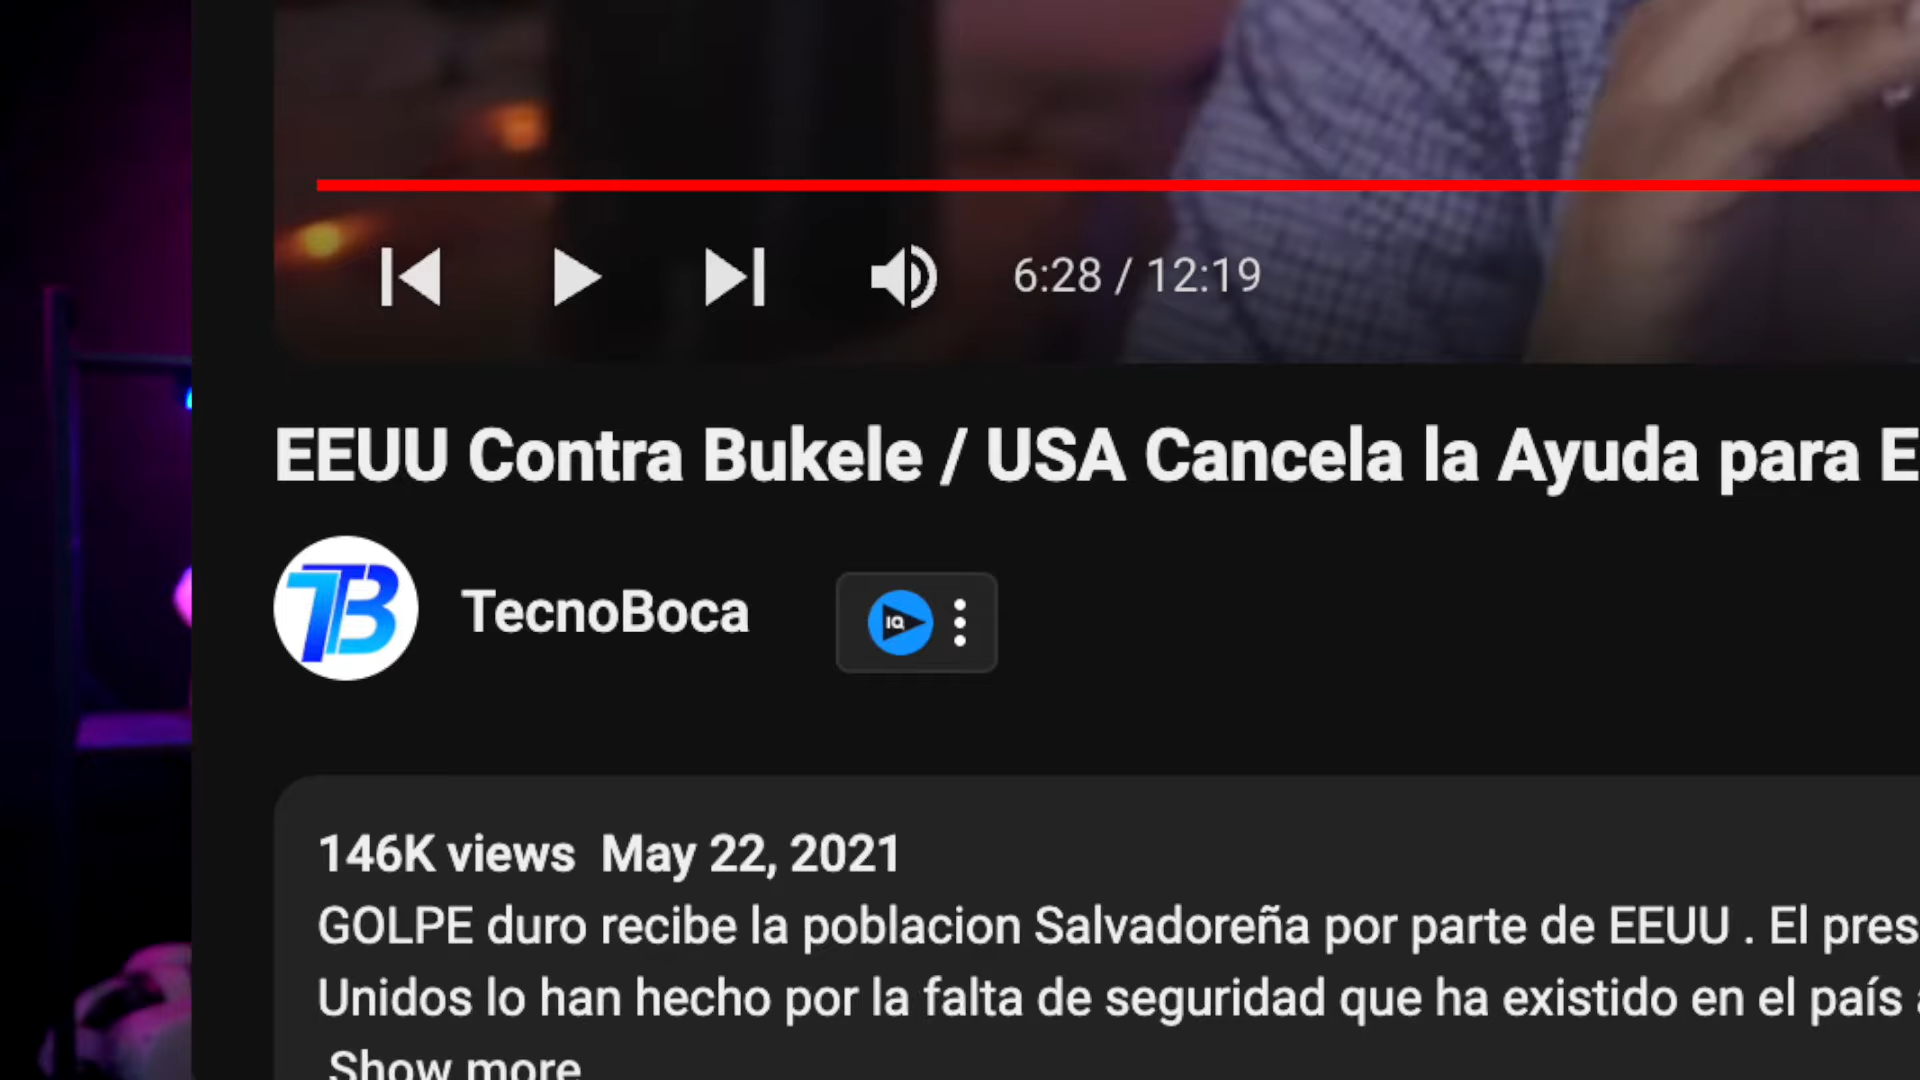 6:28 / 12:19
EEUU Contra Bukele / USA Cancela la Ayuda para E
TB
TecnoBoca
IQ
146K views May 22, 2021
GOLPE duro recibe la poblacion Salvadoreña por parte de EEUU . El pres
Unidos lo han hecho por la falta de seguridad que ha existido en el país
Show more